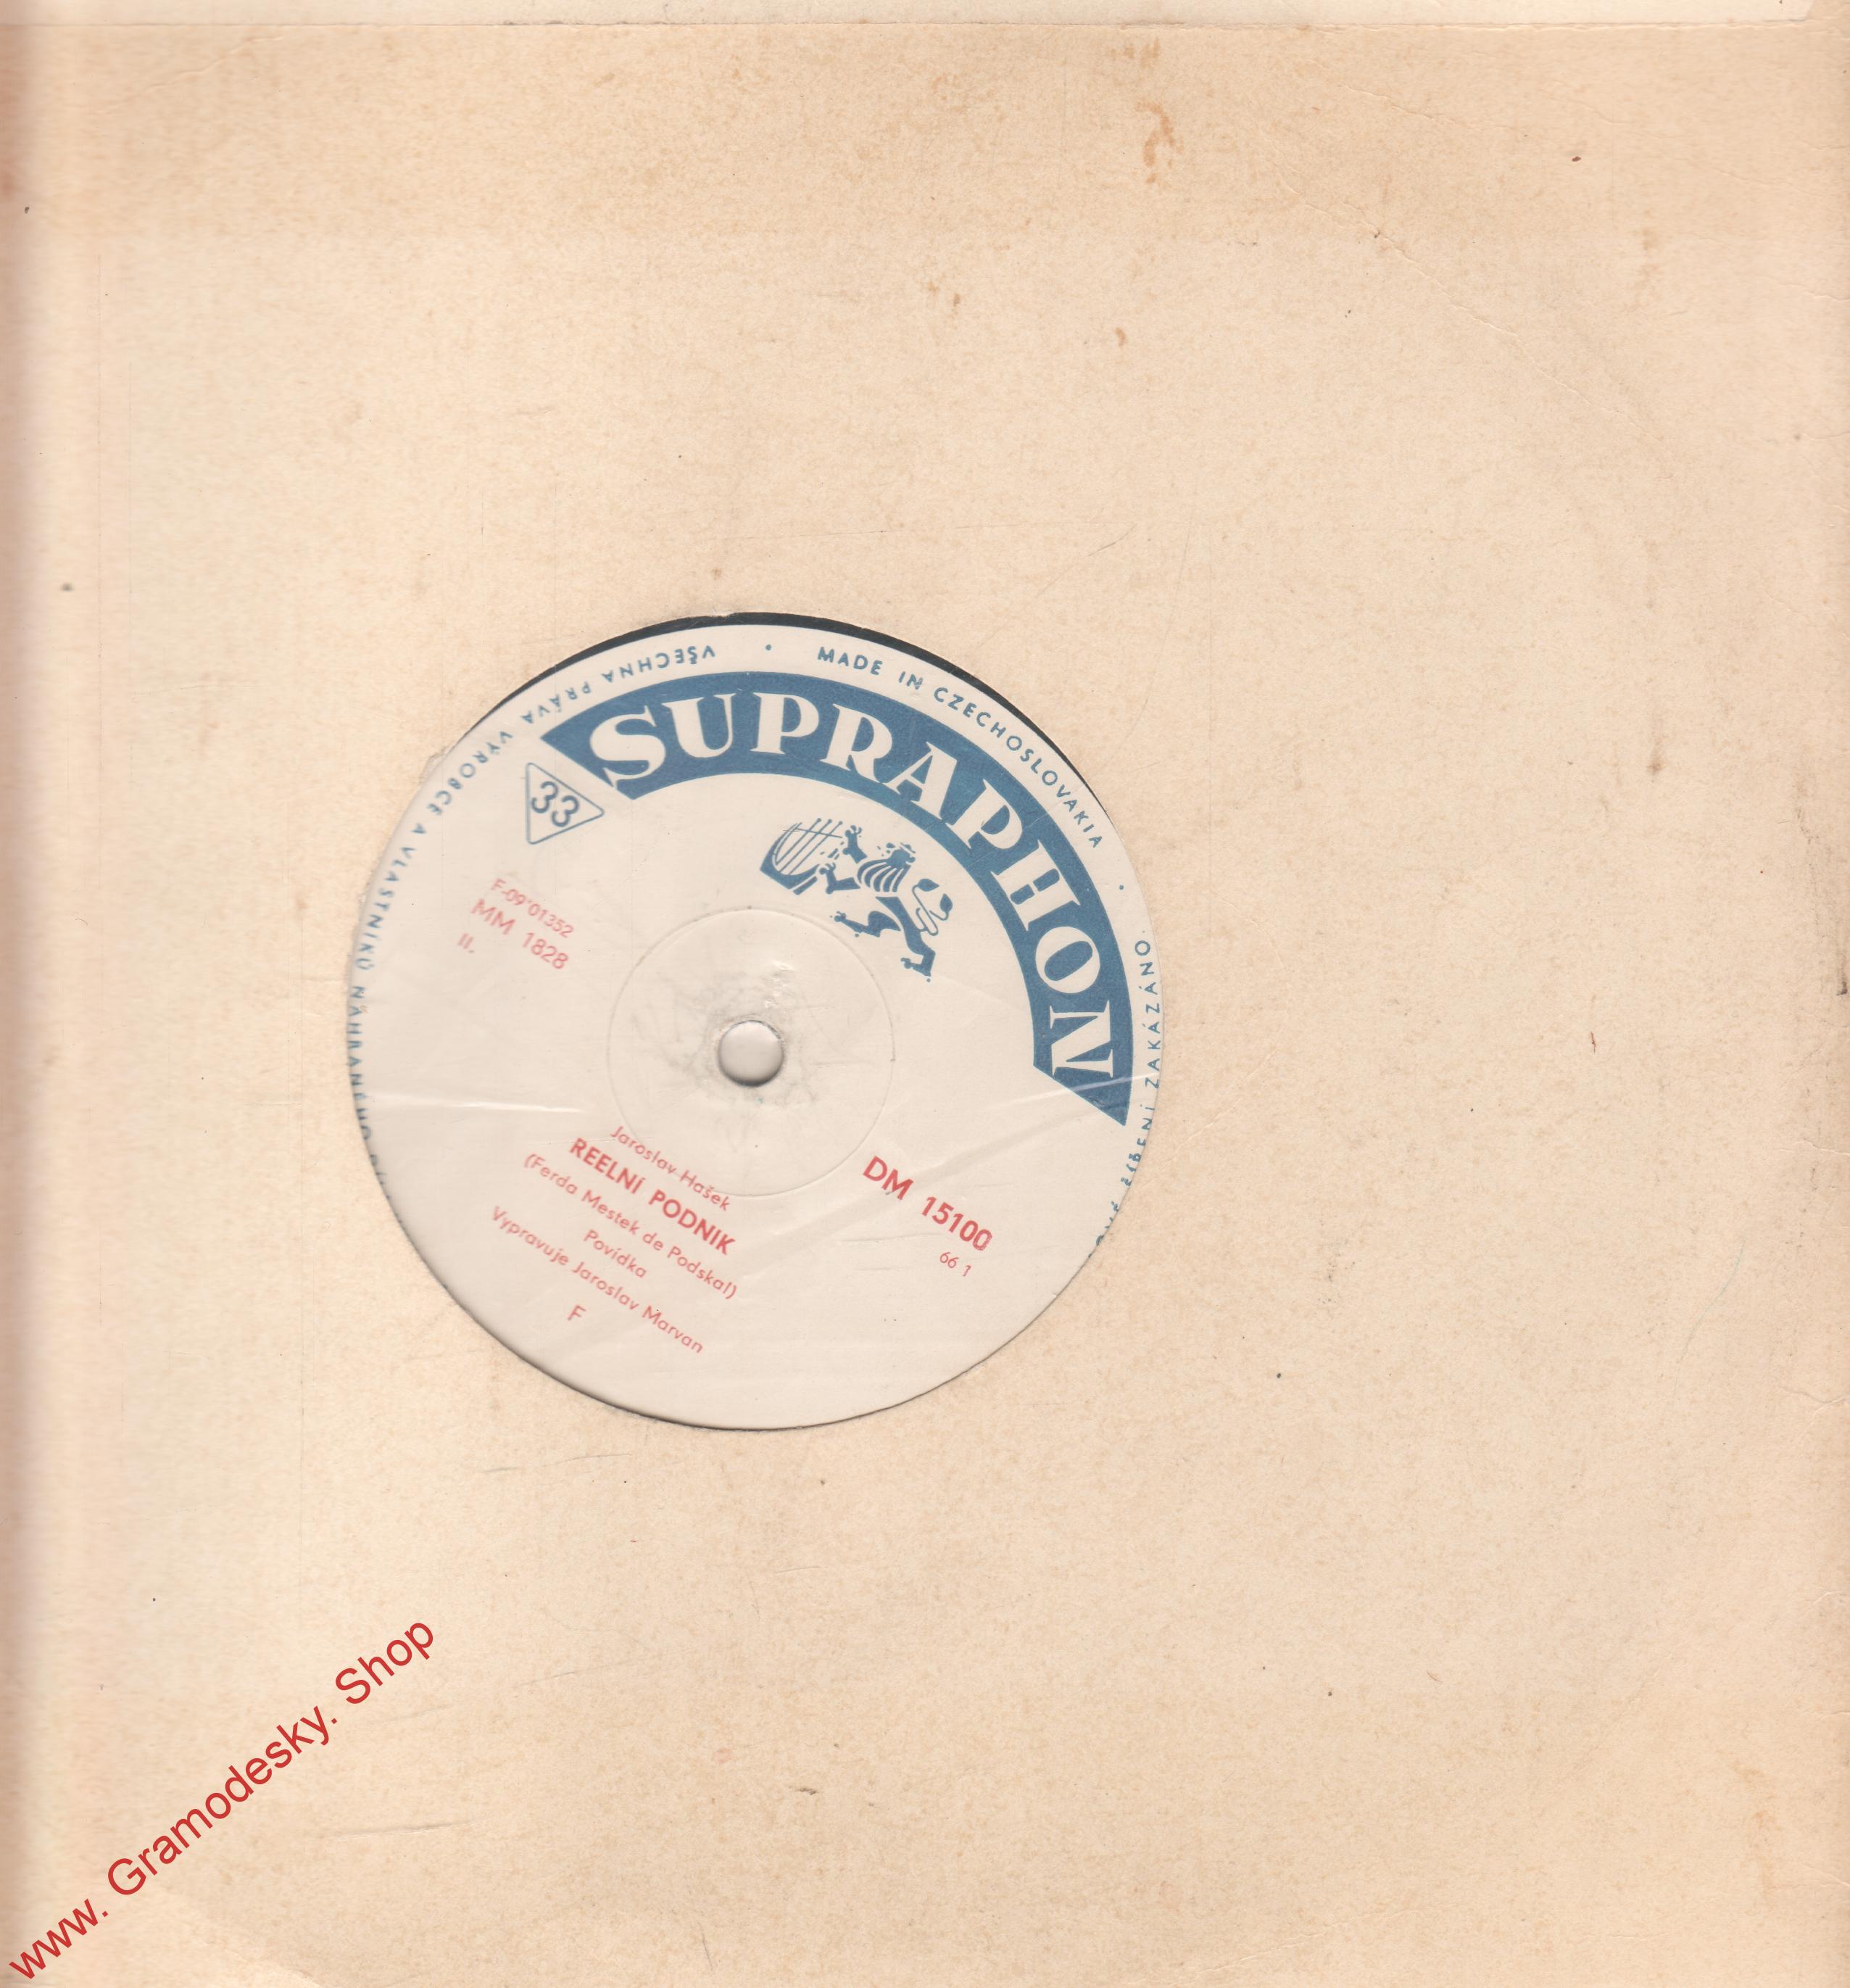 VŠECHNA PRÁVA VÝROBCE A VLASTNÍKŮ NAHRANÉHO
ZAKÁZÁNO.
MADE IN CZECHOSLOVAKIA
SUPRAPHON
33
F-09*01352
MM 1828
II.
Jaroslav Hašek
REELNÍ PODNIK
(Ferda Mestek de Podskal)
Povídka
Vypravuje Jaroslav Marvan
F
DM 15100
66 1
www. Gramodesky. Shop